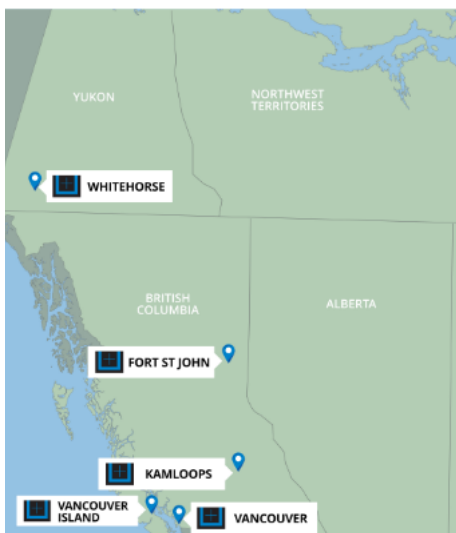 YUKON
NORTHWEST
TERRITORIES
WHITEHORSE
BRITISH
COLUMBIA
ALBERTA
FORT ST JOHN
KAMLOOPS
VANCOUVER
ISLAND
VANCOUVER